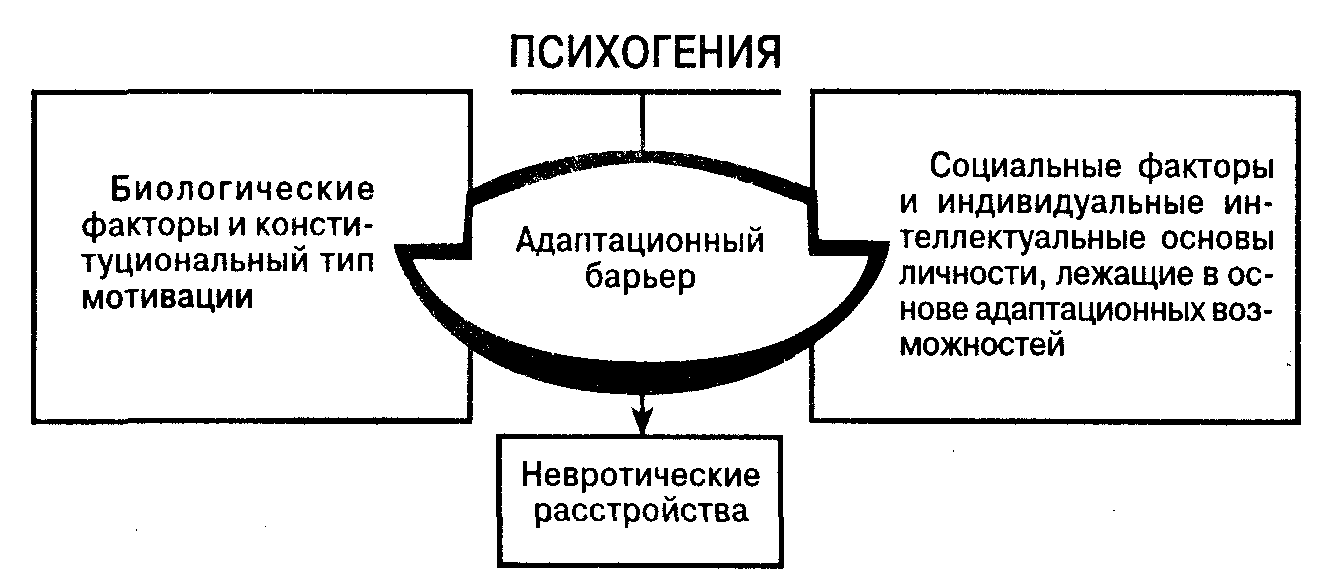 ПСИХОГЕНИЯ
Биологические
факторы и консти-
туциональный тип
мотивации
Адаптационный
барьер
Социальные факторы
и индивидуальные ин-
теллектуальные основы
личности, лежащие в ос-
нове адаптационных воз-
можностей
Невротические
расстройства